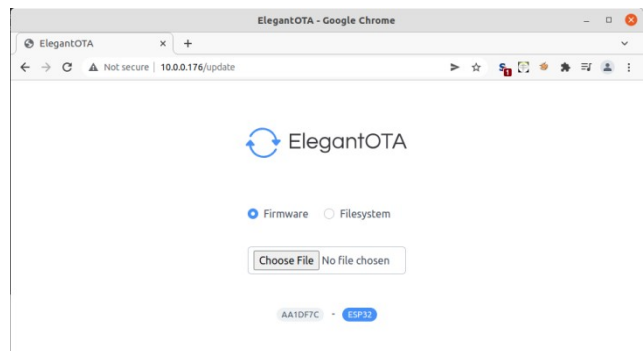 ElegantOTA - Google Chrome
ElegantOTA
Not secure | 10.0.0.176/update
S 1
ElegantOTA
Firmware Filesystem
Choose File No file chosen
AA1DF7C - ESP32